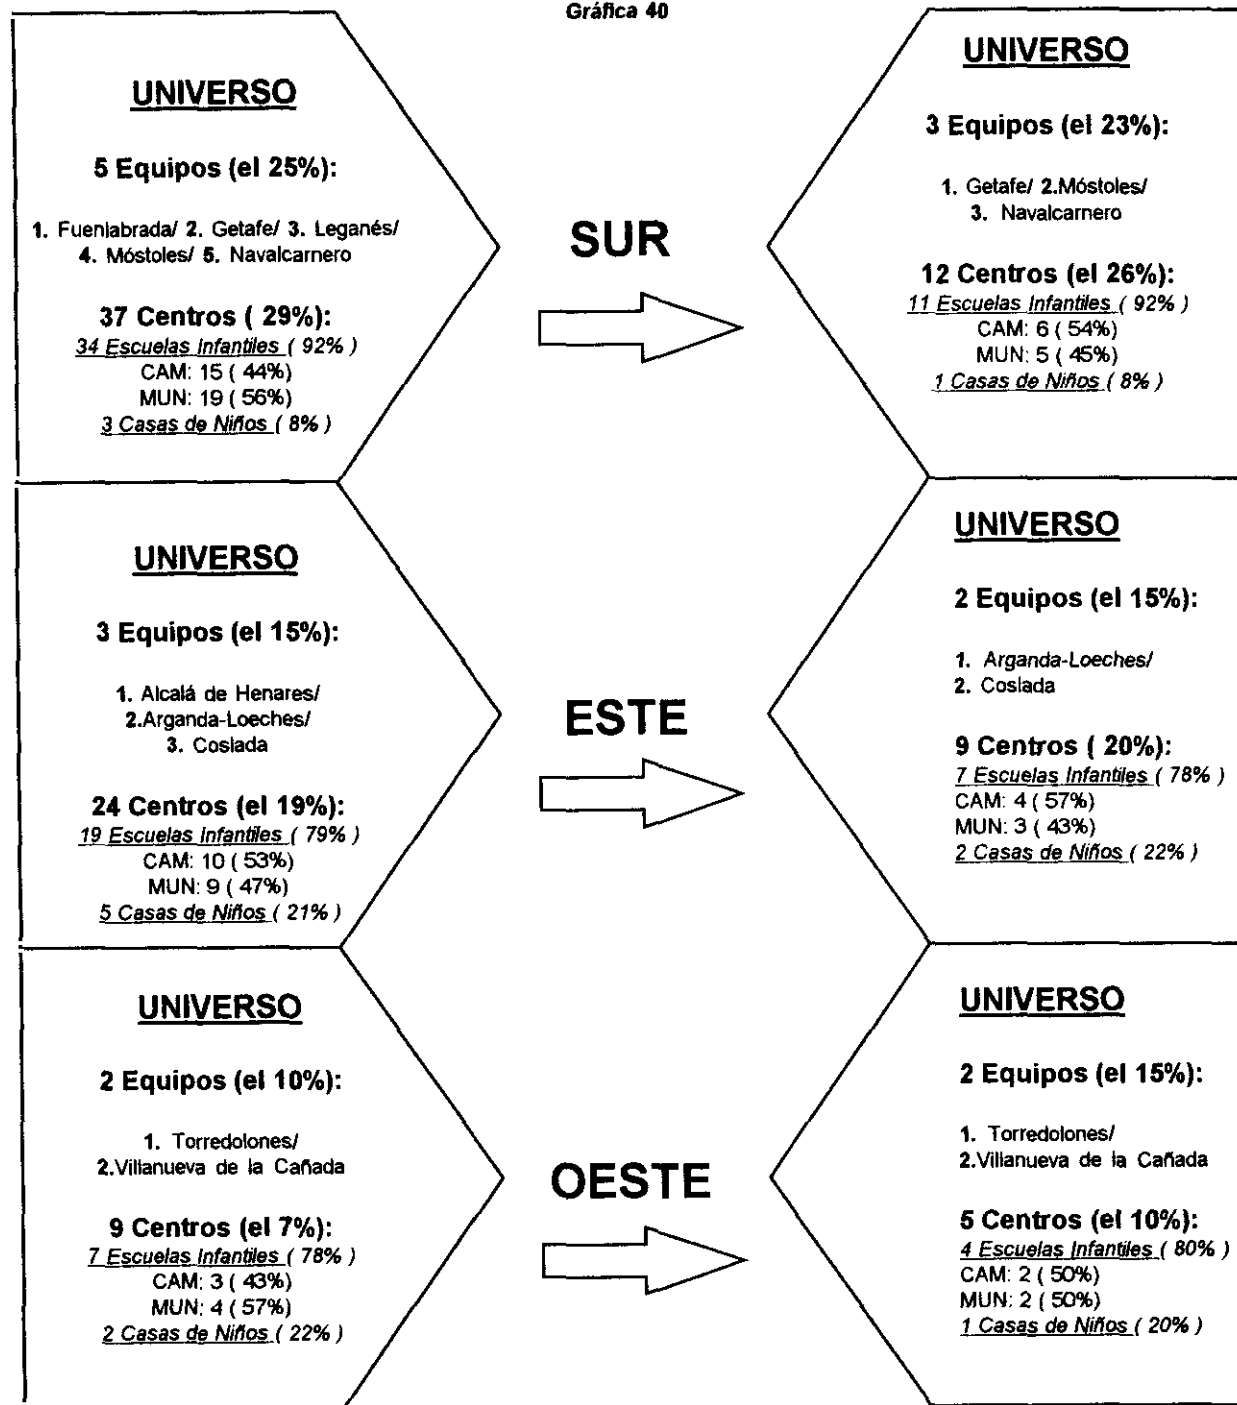 Gráfica 40
UNIVERSO
5 Equipos (el 25%):
1. Fuenlabrada/ 2. Getafe/ 3. Leganés/
4. Móstoles/ 5. Navalcarnero
37 Centros ( 29%):
34 Escuelas Infantiles ( 92% )
CAM: 15 ( 44%)
MUN: 19 ( 56%)
3 Casas de Niños ( 8% )
SUR
UNIVERSO
3 Equipos (el 23%):
1. Getafe/ 2.Móstoles/
3. Navalcarnero
12 Centros (el 26%):
11 Escuelas Infantiles ( 92% )
CAM: 6 ( 54%)
MUN: 5 ( 45%)
1 Casas de Niños ( 8% )
UNIVERSO
3 Equipos (el 15%):
1. Alcalá de Henares/
2.Arganda-Loeches/
3. Coslada
24 Centros (el 19%):
19 Escuelas Infantiles ( 79% )
CAM: 10 ( 53%)
MUN: 9 ( 47%)
5 Casas de Niños ( 21% )
ESTE
UNIVERSO
2 Equipos (el 15%):
1. Arganda-Loeches/
2. Coslada
9 Centros ( 20%):
7 Escuelas Infantiles ( 78% )
CAM: 4 ( 57%)
MUN: 3 ( 43%)
2 Casas de Niños ( 22% )
UNIVERSO
2 Equipos (el 10%):
1. Torredolones/
2.Villanueva de la Cañada
9 Centros (el 7%):
7 Escuelas Infantiles ( 78% )
CAM: 3 ( 43%)
MUN: 4 ( 57%)
2 Casas de Niños ( 22% )
OESTE
UNIVERSO
2 Equipos (el 15%):
1. Torredolones/
2.Villanueva de la Cañada
5 Centros (el 10%):
4 Escuelas Infantiles ( 80% )
CAM: 2 ( 50%)
MUN: 2 ( 50%)
1 Casas de Niños ( 20% )